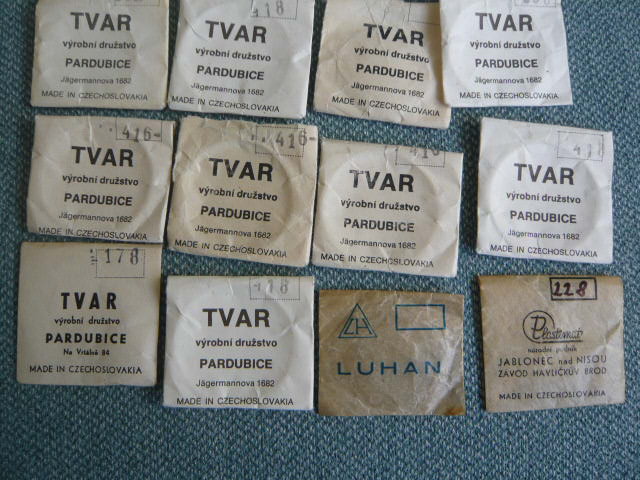 TVAR
výrobní družstvo
PARDUBICE
Jägermannova 1682
MADE IN CZECHOSLOVAKIA
418
TVAR
výrobní družstvo
PARDUBICE
Jägermannova 1682
MADE IN CZECHOSLOVAKIA
TVAR
výrobní družstvo
PARDUBICE
Jägermannova 1682
MADE IN CZECHOSLOVAKIA
TVAR
výrobní družstvo
PARDUBICE
Jägermannova 1682
MADE IN CZECHOSLOVAKIA
416-
TVAR
výrobní družstvo
PARDUBICE
Jägermannova 1682
MADE IN CZECHOSLOVAKIA
416-
TVAR
výrobní družstvo
PARDUBICE
Jägermannova 1682
MADE IN CZECHOSLOVAKIA
TVAR
výrobní družstvo
PARDUBICE
Jägermannova 1682
MADE IN CZECHOSLOVAKIA
TVAR
výrobní družstvo
PARDUBICE
Jägermannova 1682
MADE IN CZECHOSLOVAKIA
178
TVAR
výrobní družstvo
PARDUBICE
Na Vrtálně 84
MADE IN CZECHOSLOVAKIA
418
TVAR
výrobní družstvo
PARDUBICE
Jägermannova 1682
MADE IN CZECHOSLOVAKIA
LUHAN
228
Plastimat
národní podnik
JABLONEC nad NISOU
ZÁVOD HAVLÍČKŮV BROD
MADE IN CZECHOSLOVAKIA